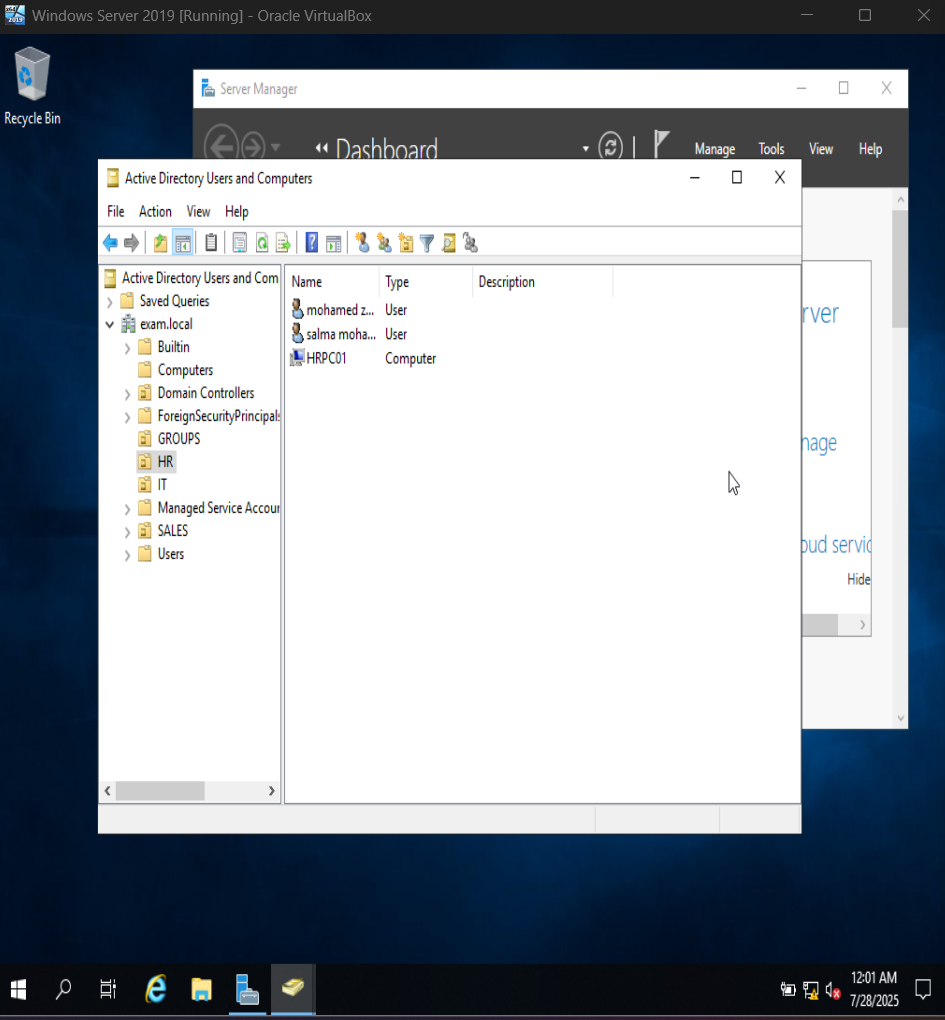 Windows Server 2019 [Running] - Oracle VirtualBox
Recycle Bin
Server Manager
Dashboard
Manage
Tools
View
Help
Active Directory Users and Computers
File
Action
View
Help
Active Directory Users and Com
Saved Queries
exam.local
Builtin
Computers
Domain Controllers
ForeignSecurityPrincipals
GROUPS
HR
IT
Managed Service Accour
SALES
Users
Name
Type
Description
mohamed z...
User
salma moha...
User
HRPC01
Computer
rver
nage
oud servic
Hide
12:01 AM
7/28/2025